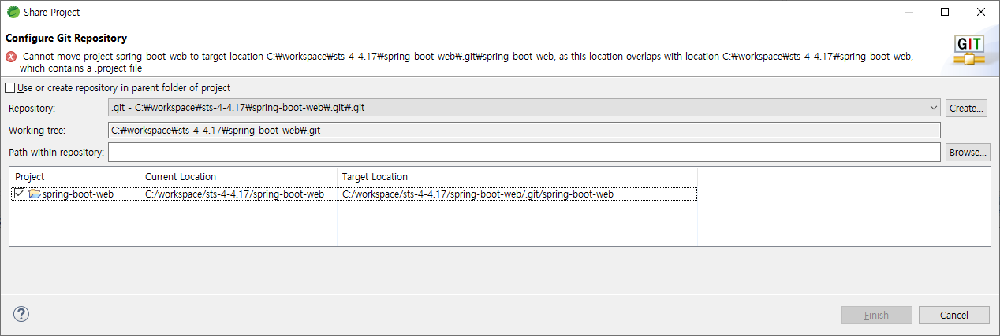 Share Project
Configure Git Repository
Cannot move project spring-boot-web to target location C:₩workspace₩sts-4-4.17₩spring-boot-web₩.git₩spring-boot-web, as this location overlaps with location C:₩workspace₩sts-4-4.17₩spring-boot-web,
which contains a .project file
GIT
Use or create repository in parent folder of project
Repository: .git - C:₩workspace₩sts-4-4.17₩spring-boot-web₩.git₩.git Create...
Working tree: C:₩workspace₩sts-4-4.17₩spring-boot-web₩.git
Path within repository: Browse...
Project Current Location Target Location
spring-boot-web C:/workspace/sts-4-4.17/spring-boot-web C:/workspace/sts-4-4.17/spring-boot-web/.git/spring-boot-web
? Finish Cancel